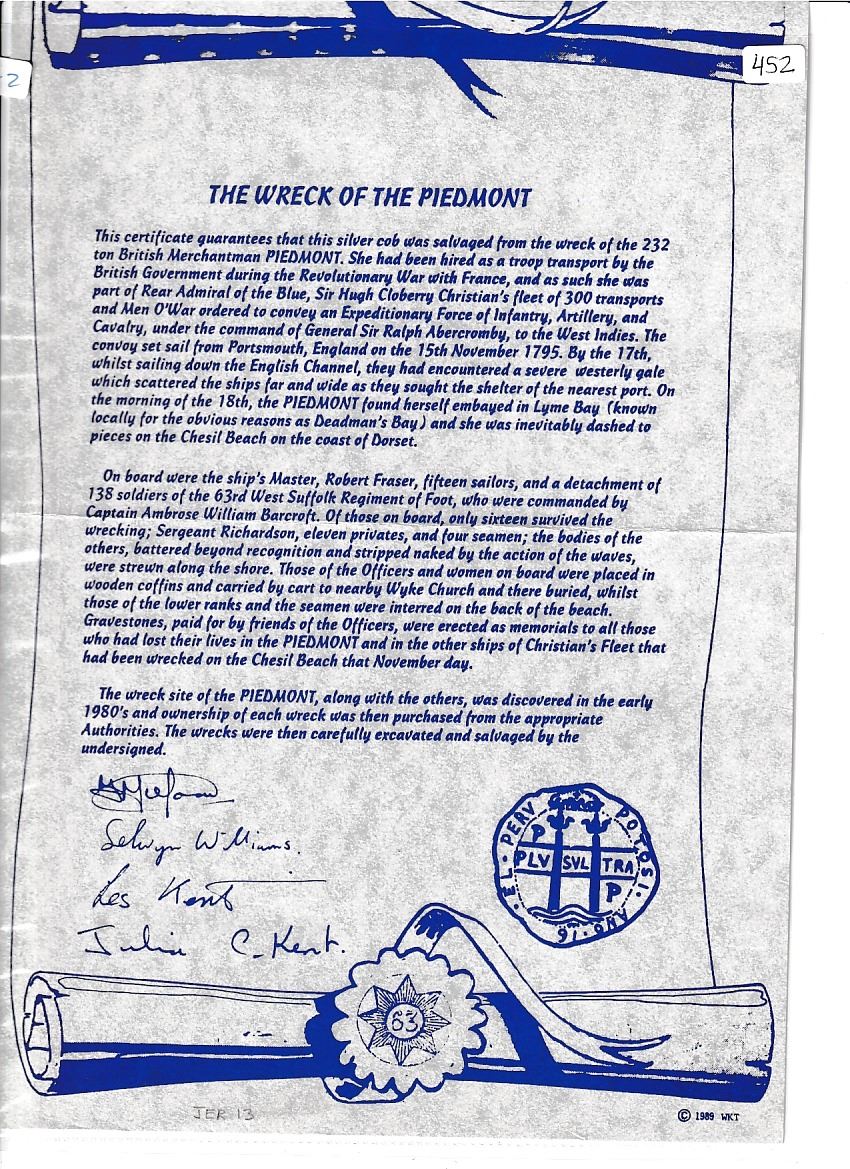 2
452
THE WRECK OF THE PIEDMONT
This certificate guarantees that this silver cob was salvaged from the wreck of the 232
ton British Merchantman PIEDMONT. She had been hired as a troop transport by the
British Government during the Revolutionary War with France, and as such she was
part of Rear Admiral of the Blue, Sir Hugh Cloberry Christian's fleet of 300 transports
and Men O'War ordered to convey an Expeditionary Force of Infantry, Artillery, and
Cavalry, under the command of General Sir Ralph Abercromby, to the West Indies. The
convoy set sail from Portsmouth, England on the 15th November 1795. By the 17th,
whilst sailing down the English Channel, they had encountered a severe westerly gale
which scattered the ships far and wide as they sought the shelter of the nearest port. On
the morning of the 18th, the PIEDMONT found herself embayed in Lyme Bay (known
locally for the obvious reasons as Deadman's Bay) and she was inevitably dashed to
pieces on the Chesil Beach on the coast of Dorset.
On board were the ship's Master, Robert Fraser, fifteen sailors, and a detachment of
138 soldiers of the 63rd West Suffolk Regiment of Foot, who were commanded by
Captain Ambrose William Barcroft. Of those on board, only sixteen survived the
wrecking; Sergeant Richardson, eleven privates, and four seamen; the bodies of the
others, battered beyond recognition and stripped naked by the action of the waves,
were strewn along the shore. Those of the Officers and women on board were placed in
wooden coffins and carried by cart to nearby Wyke Church and there buried, whilst
those of the lower ranks and the seamen were interred on the back of the beach.
Gravestones, paid for by friends of the Officers, were erected as memorials to all those
who had lost their lives in the PIEDMONT and in the other ships of Christian's Fleet that
had been wrecked on the Chesil Beach that November day.
The wreck site of the PIEDMONT, along with the others, was discovered in the early
1980's and ownership of each wreck was then purchased from the appropriate
Authorities. The wrecks were then carefully excavated and salvaged by the
undersigned.
Selwyn Williams.
Les Kent
Julia C. Kent.
EL · PERV POTOSI · ANO · 16
P
PLV SVL TRA
P
63
JER 13
© 1989 WKT